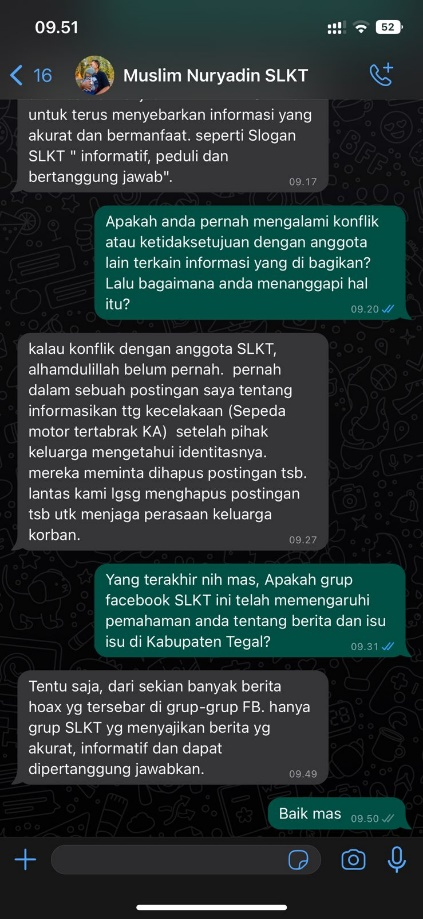 09.51
52
16
Muslim Nuryadin SLKT
untuk terus menyebarkan informasi yang
akurat dan bermanfaat. seperti Slogan
SLKT " informatif, peduli dan
bertanggung jawab".
09.17
Apakah anda pernah mengalami konflik
atau ketidaksetujuan dengan anggota
lain terkain informasi yang di bagikan?
Lalu bagaimana anda menanggapi hal
itu?
09.20
kalau konflik dengan anggota SLKT,
alhamdulillah belum pernah. pernah
dalam sebuah postingan saya tentang
informasikan ttg kecelakaan (Sepeda
motor tertabrak KA) setelah pihak
keluarga mengetahui identitasnya.
mereka meminta dihapus postingan tsb.
lantas kami lgsg menghapus postingan
tsb utk menjaga perasaan keluarga
korban.
09.27
Yang terakhir nih mas, Apakah grup
facebook SLKT ini telah memengaruhi
pemahaman anda tentang berita dan isu
isu di Kabupaten Tegal?
09.31
Tentu saja, dari sekian banyak berita
hoax yg tersebar di grup-grup FB. hanya
grup SLKT yg menyajikan berita yg
akurat, informatif dan dapat
dipertanggung jawabkan.
09.49
Baik mas
09.50